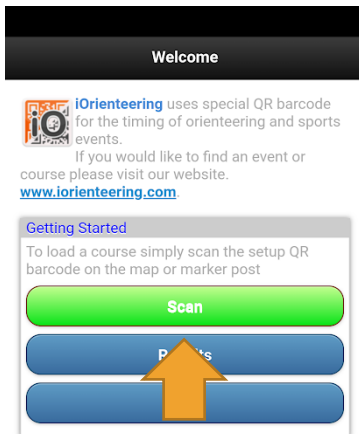 Welcome
iO
iOrienteering uses special QR barcode
for the timing of orienteering and sports
events.
If you would like to find an event or
course please visit our website.
www.iorienteering.com.
Getting Started
To load a course simply scan the setup QR
barcode on the map or marker post
Scan